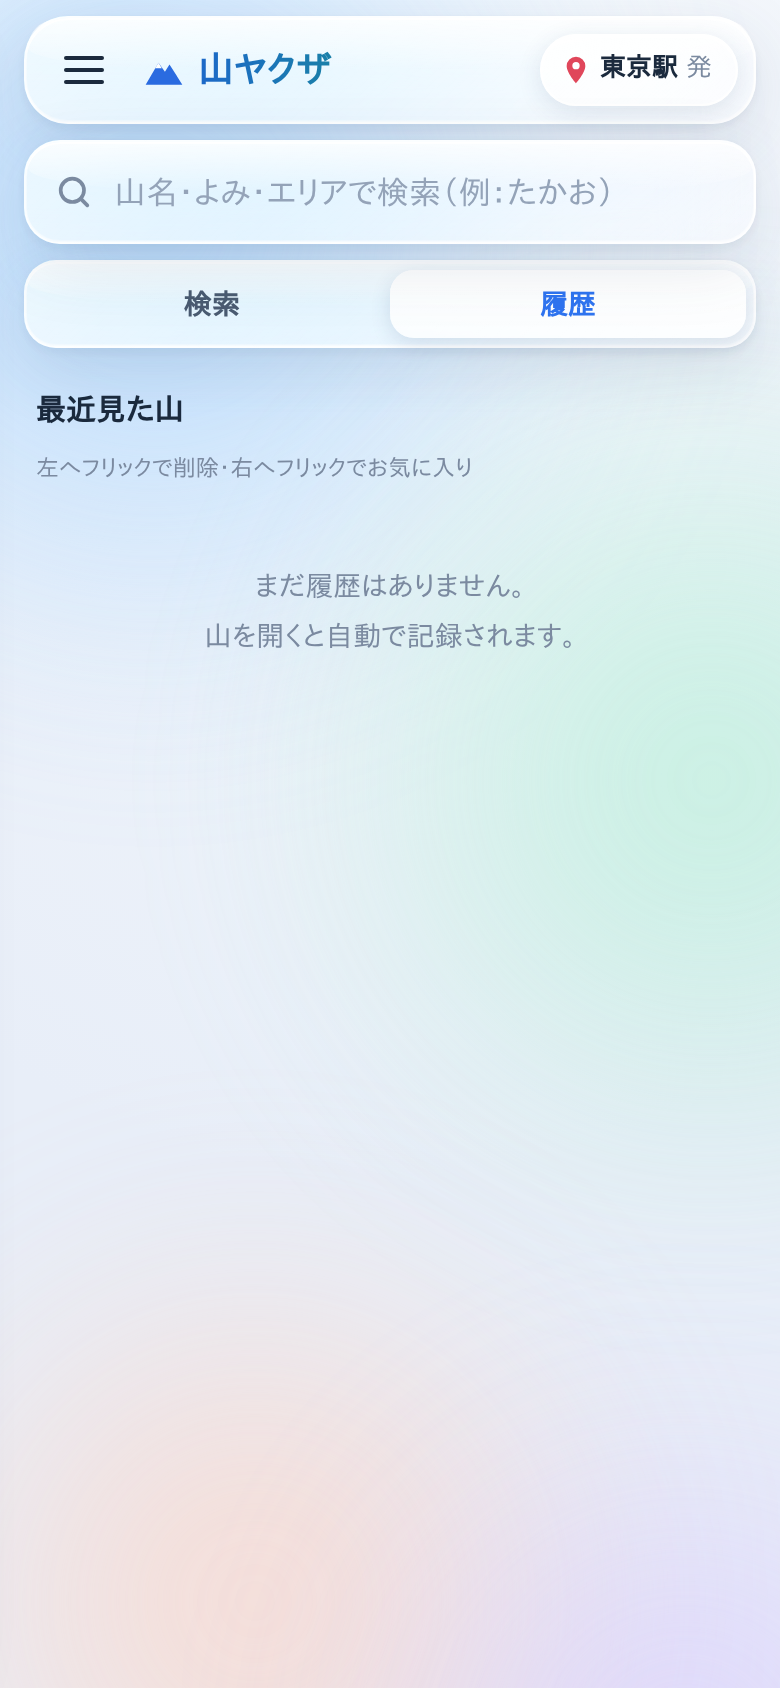 山ヤクザ
東京駅 発
山名・よみ・エリアで検索（例：たかお）
検索
履歴
最近見た山
左へフリックで削除・右へフリックでお気に入り
まだ履歴はありません。
山を開くと自動で記録されます。